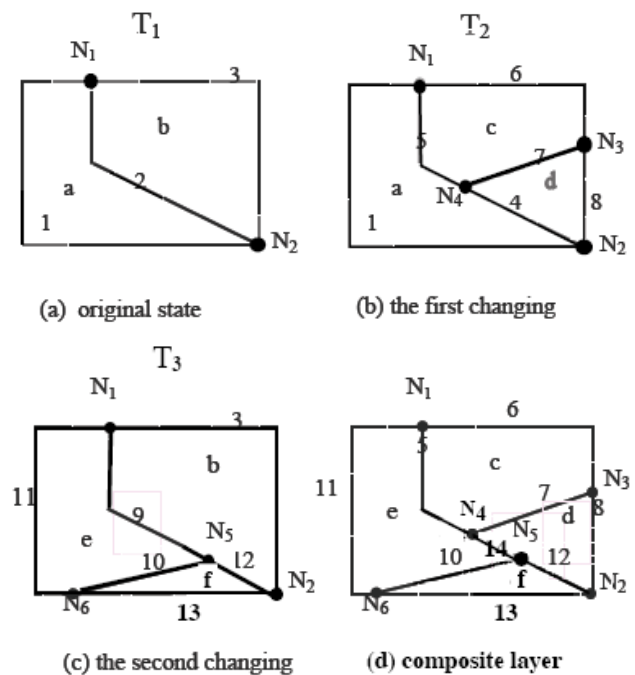 T₁ T₂
N₁ 3 N₁ 6
b c N₃
5 7
a 2 a N₄ d
1 4 8
1 N₂ N₂
(a) original state (b) the first changing
T₃
N₁ 3 N₁ 6
b 5 c
11 11 N₃
9 N₅ e N₄ 7 N₅ d 8
e 10 12 10 14 12
f N₂ f N₂
N₆ 13 N₆ 13
(c) the second changing (d) composite layer